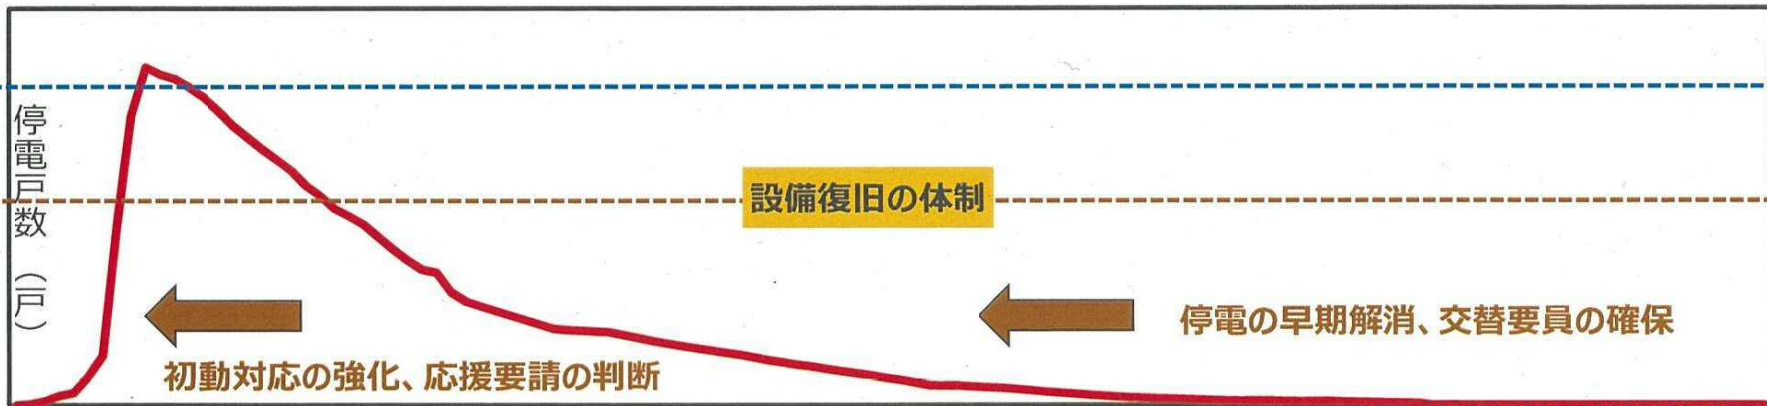 停電戸数（戸）
設備復旧の体制
停電の早期解消、交替要員の確保
初動対応の強化、応援要請の判断